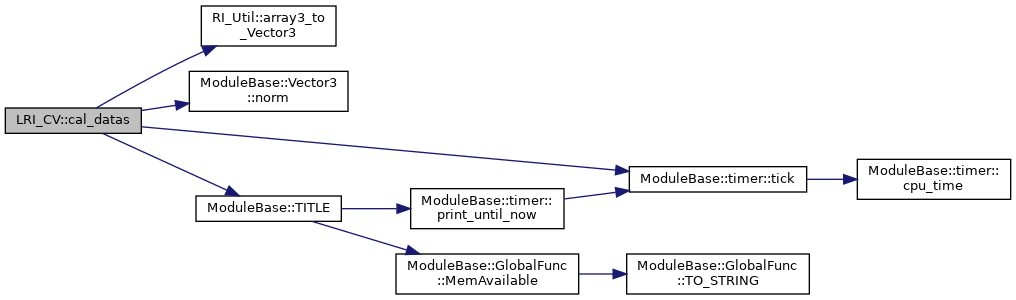 RI_Util::array3_to
_Vector3
ModuleBase::Vector3
::norm
LRI_CV::cal_datas
ModuleBase::timer::tick
ModuleBase::timer::
cpu_time
ModuleBase::TITLE
ModuleBase::timer::
print_until_now
ModuleBase::GlobalFunc
::MemAvailable
ModuleBase::GlobalFunc
::TO_STRING